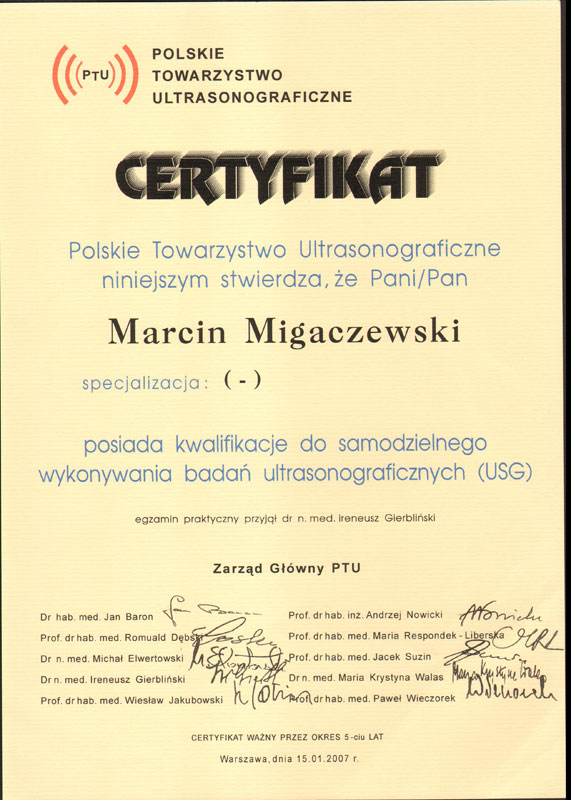 PTU
POLSKIE
TOWARZYSTWO
ULTRASONOGRAFICZNE
CERTYFIKAT
Polskie Towarzystwo Ultrasonograficzne
niniejszym stwierdza, że Pani/Pan
Marcin Migaczewski
specjalizacja: (-)
posiada kwalifikacje do samodzielnego
wykonywania badań ultrasonograficznych (USG)
egzamin praktyczny przyjął dr n. med. ireneusz Gierbliński
Zarząd Główny PTU
Dr hab. med. Jan Baron
Prof. dr hab. med. Romuald Dębski
Dr n. med. Michał Elwertowski
Dr n. med. Ireneusz Gierbliński
Prof. dr hab. med. Wiesław Jakubowski
Prof. dr hab. inż. Andrzej Nowicki
Prof. dr hab. med. Maria Respondek - Liberska
Prof. dr hab. med. Jacek Suzin
Dr n. med. Maria Krystyna Walas
Prof. dr hab. med. Paweł Wieczorek
CERTYFIKAT WAŻNY PRZEZ OKRES 5-ciu LAT
Warszawa, dnia 15.01.2007 r.